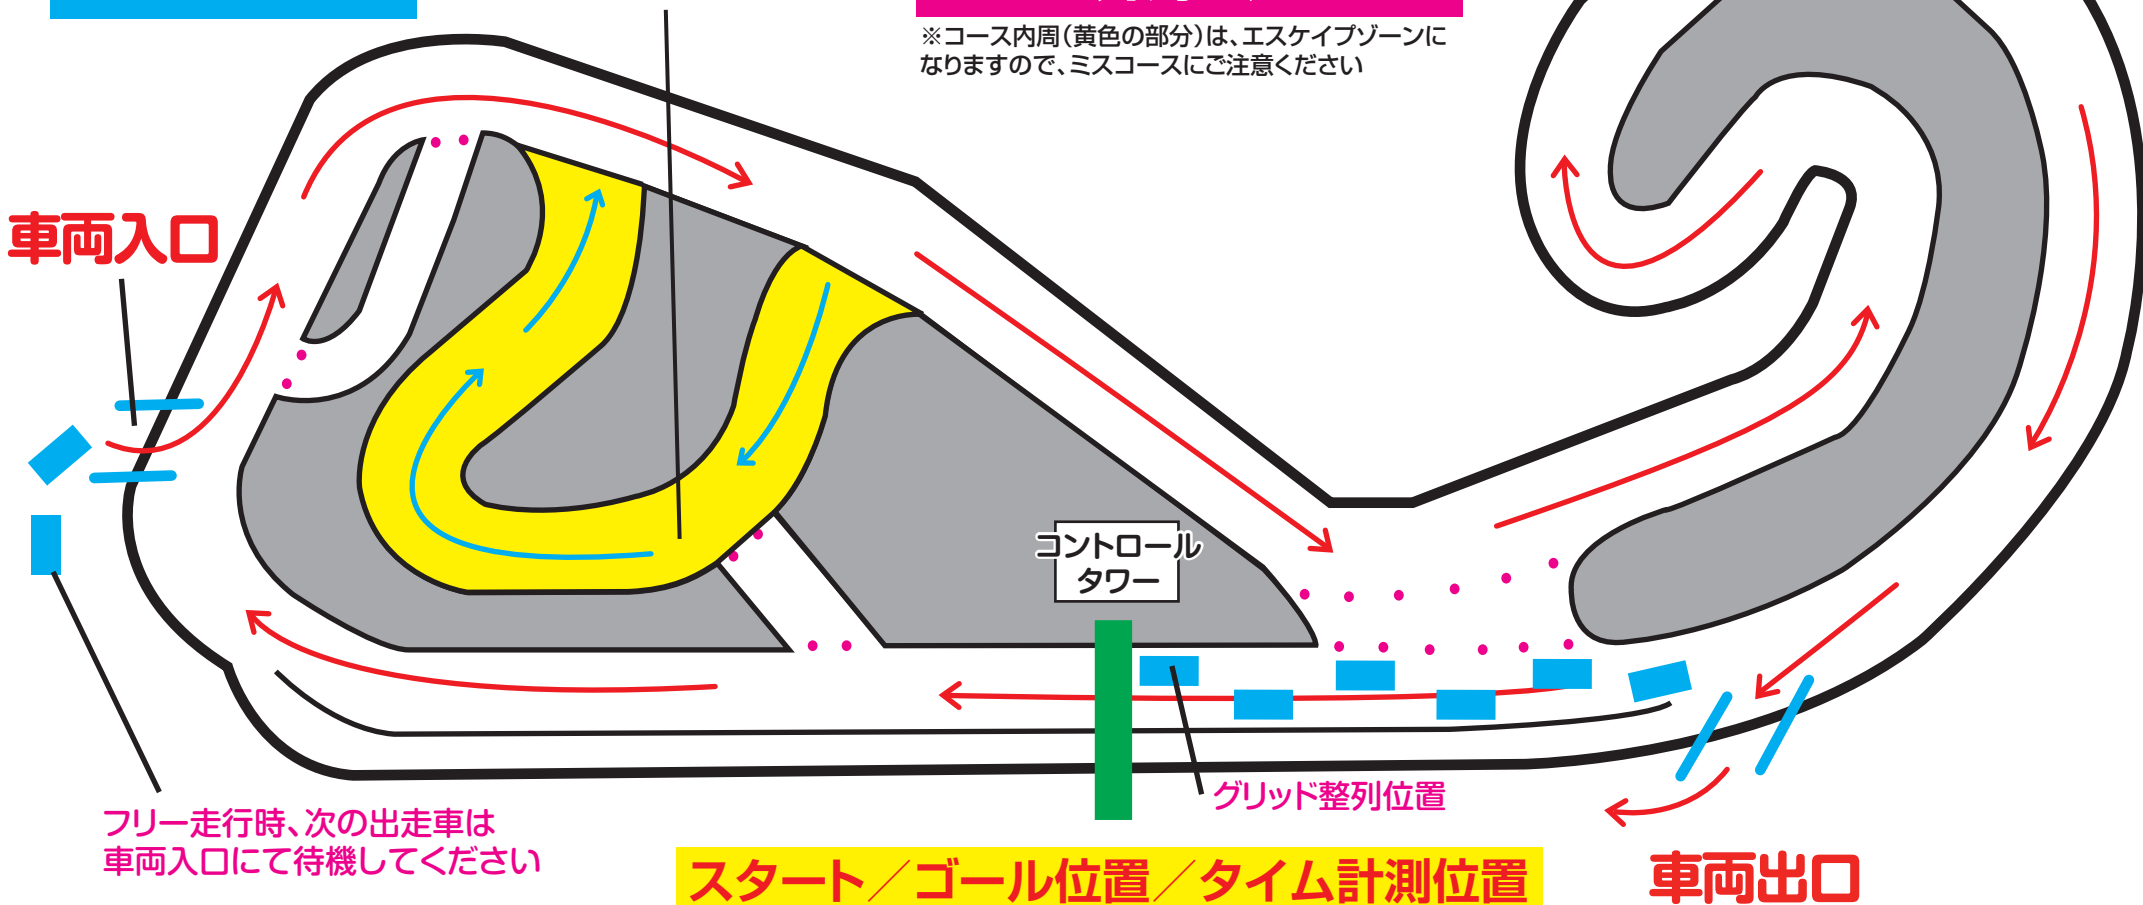 ※コース内周(黄色の部分)は、エスケイプゾーンに
なりますので、ミスコースにご注意ください
車両入口
コントロール
タワー
グリッド整列位置
フリー走行時、次の出走車は
車両入口にて待機してください
スタート／ゴール位置／タイム計測位置
車両出口